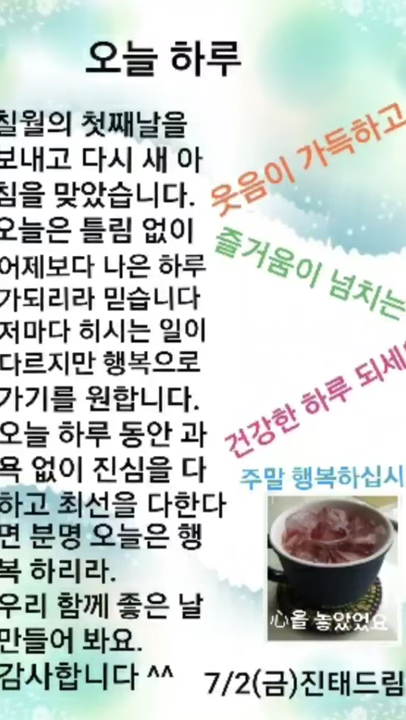 오늘 하루
칠월의 첫째날을
보내고 다시 새 아
침을 맞았습니다.
오늘은 틀림 없이
어제보다 나은 하루
가되리라 믿습니다
저마다 히시는 일이
다르지만 행복으로
가기를 원합니다.
오늘 하루 동안 과
욕 없이 진심을 다
하고 최선을 다한다
면 분명 오늘은 행
복 하리라.
우리 함께 좋은 날
만들어 봐요.
감사합니다 ^^
웃음이 가득하고
즐거움이 넘치는
건강한 하루 되세
주말 행복하십시
心을 놓았었요
7/2(금)진태드림